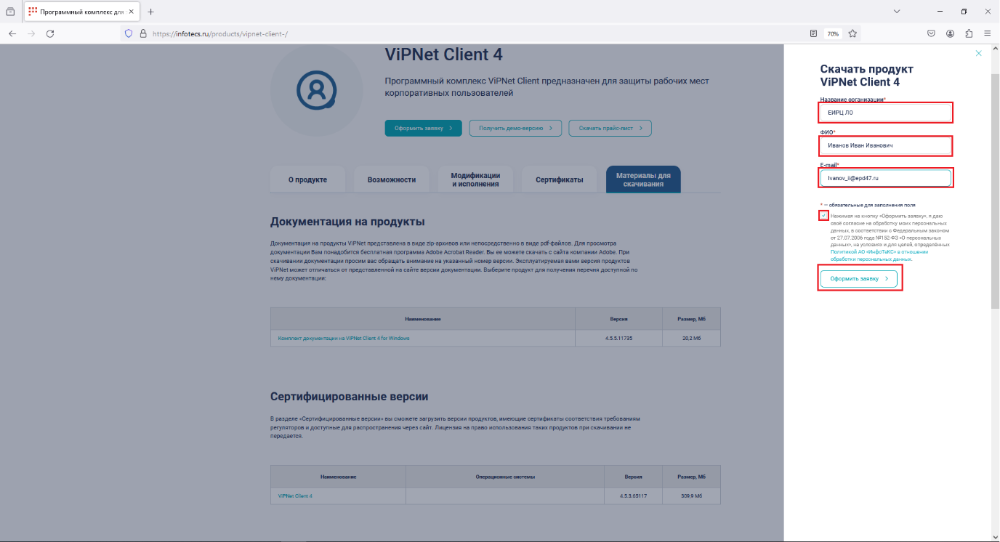 Программный комплекс для
https://infotecs.ru/products/vipnet-client-/
70%
ViPNet Client 4
Программный комплекс ViPNet Client предназначен для защиты рабочих мест
корпоративных пользователей
Оформить заявку
Получить демо-версию
Скачать прайс-лист
О продукте
Возможности
Модификации
и исполнения
Сертификаты
Материалы для
скачивания
Документация на продукты
Документация на продукты ViPNet представлена в виде zip-архивов или непосредственно в виде pdf-файлов. Для просмотра
документации Вам понадобится бесплатная программа Adobe Acrobat Reader. Вы ее можете скачать с сайта компании Adobe. При
скачивании документации просим вас обращать внимание на указанный номер версии. Эксплуатируемая вами версия продуктов
ViPNet может отличаться от представленной на сайте версии документации. Выберите продукт для получения перечня доступной по
нему документации:
Наименование
Версия
Размер, Мб
Комплект документации на ViPNet Client 4 for Windows
4.5.5.11735
20,2 Мб
Сертифицированные версии
В разделе «Сертифицированные версии» вы сможете загрузить версии продуктов, имеющие сертификаты соответствия требованиям
регуляторов и доступные для распространения через сайт. Лицензия на право использования таких продуктов при скачивании не
передается.
Наименование
Операционные системы
Версия
Размер, Мб
ViPNet Client 4
4.5.3.65117
309,9 Мб
Скачать продукт
ViPNet Client 4
Название организации*
ЕИРЦ ЛО
ФИО*
Иванов Иван Иванович
E-mail*
Ivanov_ii@epd47.ru
* — обязательные для заполнения поля
Нажимая на кнопку «Оформить заявку», я даю
своё согласие на обработку моих персональных
данных, в соответствии с Федеральным законом
от 27.07.2006 года №152-ФЗ «О персональных
данных», на условиях и для целей, определённых
Политикой АО «ИнфоТеКС» в отношении
обработки персональных данных.
Оформить заявку